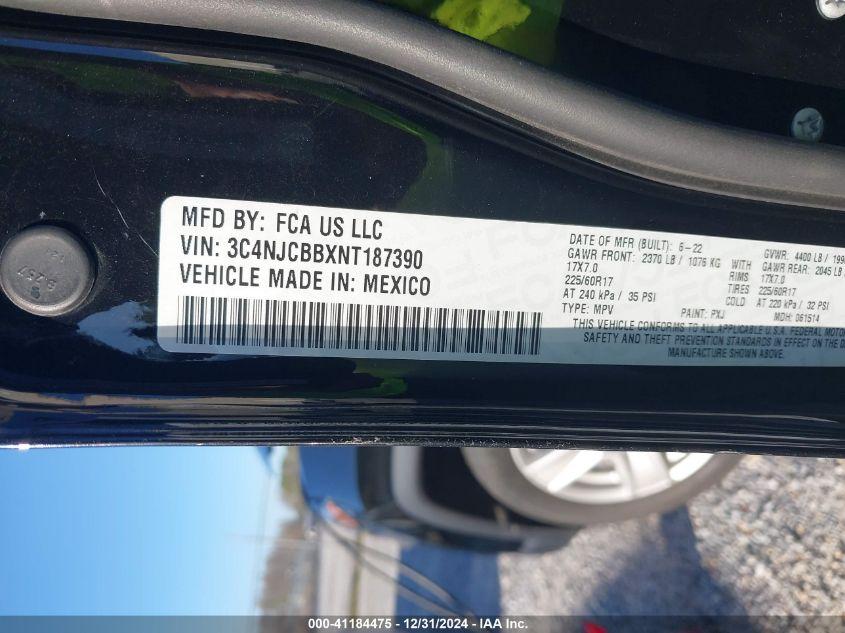 MFD BY: FCA US LLC
VIN: 3C4NJCBBXNT187390
VEHICLE MADE IN: MEXICO
DATE OF MFR (BUILT): 6-22 GVWR: 4400 LB /
GAWR FRONT: 2370 LB / 1076 KG WITH GAWR REAR: 2045 LB
17X7.0 RIMS 17X7.0
225/60R17 TIRES 225/60R17
AT 240 kPa / 35 PSI COLD AT 220 kPa / 32 PSI
TYPE: MPV PAINT: PXJ MDH: 061514
THIS VEHICLE CONFORMS TO ALL APPLICABLE U.S.A. FEDERAL MOTOR
SAFETY AND THEFT PREVENTION STANDARDS IN EFFECT ON THE
MANUFACTURE SHOWN ABOVE.
000-41184475 - 12/31/2024 - IAA Inc.